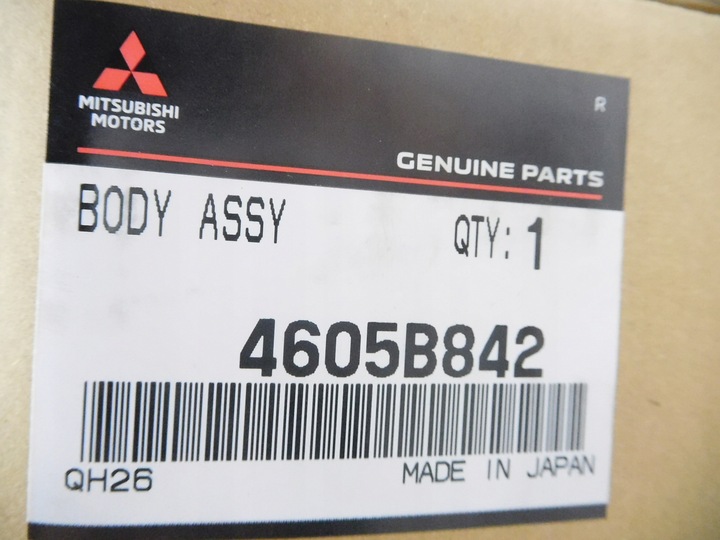 MITSUBISHI
MOTORS
R
GENUINE PARTS
BODY ASSY
QTY: 1
4605B842
QH26
MADE IN JAPAN